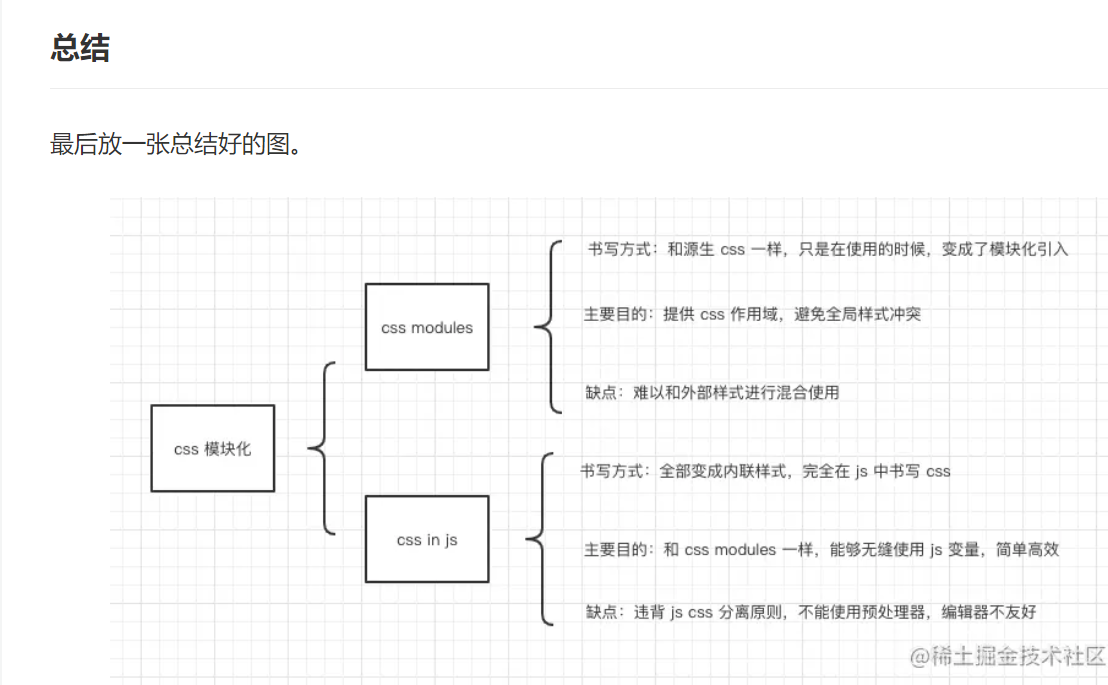 总结
最后放一张总结好的图。
书写方式：和源生 css 一样，只是在使用的时候，变成了模块化引入
css modules
主要目的：提供 css 作用域，避免全局样式冲突
缺点：难以和外部样式进行混合使用
css 模块化
书写方式：全部变成内联样式，完全在 js 中书写 css
css in js
主要目的：和 css modules 一样，能够无缝使用 js 变量，简单高效
缺点：违背 js css 分离原则，不能使用预处理器，编辑器不友好
@稀土掘金技术社区